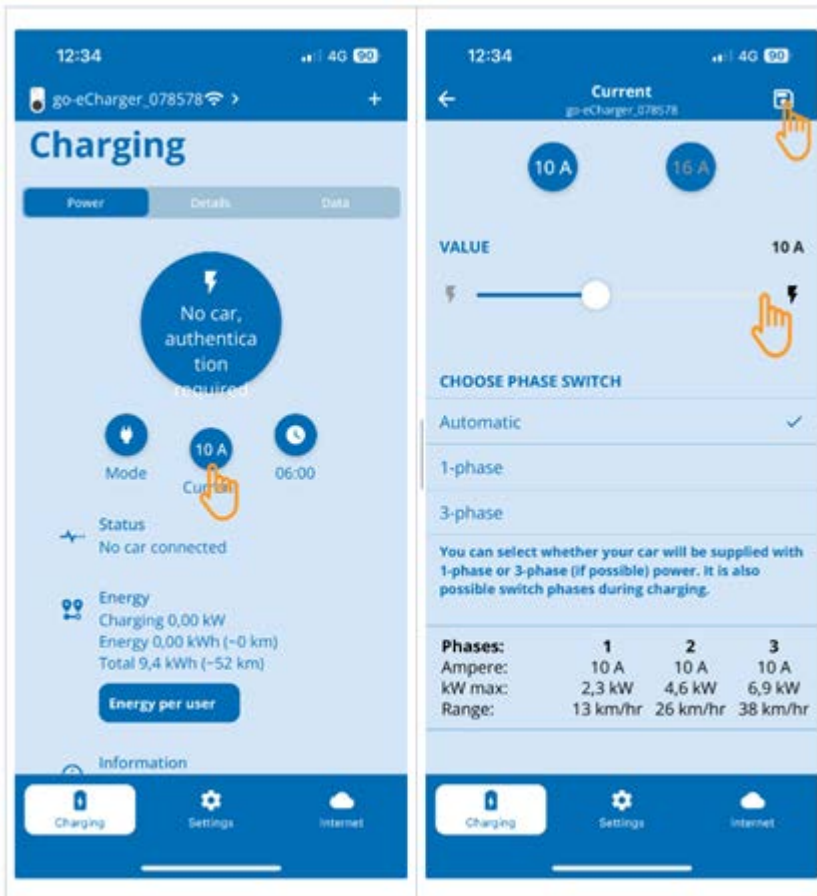 12:34 4G 90
go-eCharger_078578 >
+
Charging
Power Details Data
No car,
authentica
tion
required
10 A
Mode
06:00
Status
No car connected
Energy
Charging 0,00 kW
Energy 0,00 kWh (~0 km)
Total 9,4 kWh (~52 km)
Energy per user
Information
Charging Settings Internet
12:34 4G 90
Current
go-eCharger_078578
10 A 16 A
VALUE 10 A
CHOOSE PHASE SWITCH
Automatic
1-phase
3-phase
You can select whether your car will be supplied with
1-phase or 3-phase (if possible) power. It is also
possible switch phases during charging.
Phases: 1 2 3
Ampere: 10 A 10 A 10 A
kW max: 2,3 kW 4,6 kW 6,9 kW
Range: 13 km/hr 26 km/hr 38 km/hr
Charging Settings Internet